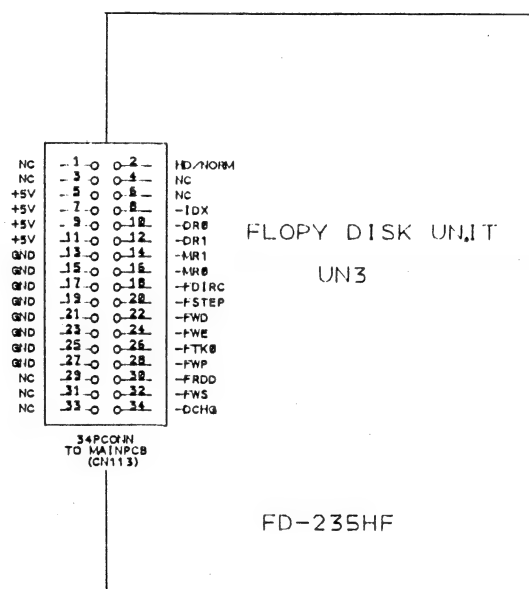 NC 1 2 HD/NORM
NC 3 4 NC
+5V 5 6 NC
+5V 7 8 -IDX
+5V 9 10 -DR0
+5V 11 12 -DR1
GND 13 14 -MR1
GND 15 16 -MR0
GND 17 18 -FDIRC
GND 19 20 -FSTEP
GND 21 22 -FWD
GND 23 24 -FWE
GND 25 26 -FTK0
GND 27 28 -FWP
NC 29 30 -FRDD
NC 31 32 -FWS
NC 33 34 -DCHG
34PCONN
TO MAINPCB
(CN113)
FLOPY DISK UNIT
UN3
FD-235HF